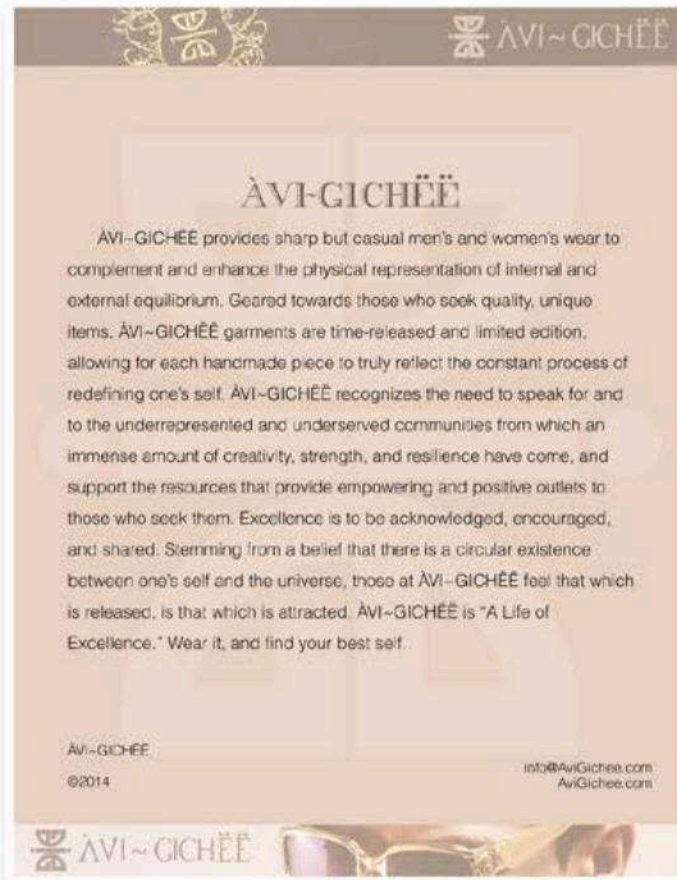 ÀVI~GICHËË
ÀVI-GICHËË
ÀVI~GICHËË provides sharp but casual men's and women's wear to
complement and enhance the physical representation of internal and
external equilibrium. Geared towards those who seek quality, unique
items. ÀVI~GICHËË garments are time-released and limited edition,
allowing for each handmade piece to truly reflect the constant process of
redefining one's self. ÀVI~GICHËË recognizes the need to speak for and
to the underrepresented and underserved communities from which an
immense amount of creativity, strength, and resilience have come, and
support the resources that provide empowering and positive outlets to
those who seek them. Excellence is to be acknowledged, encouraged,
and shared. Stemming from a belief that there is a circular existence
between one's self and the universe, those at ÀVI~GICHËË feel that which
is released, is that which is attracted. ÀVI~GICHËË is "A Life of
Excellence." Wear it, and find your best self.
ÀVI~GICHËË
©2014
info@AviGichee.com
AviGichee.com
ÀVI~GICHËË